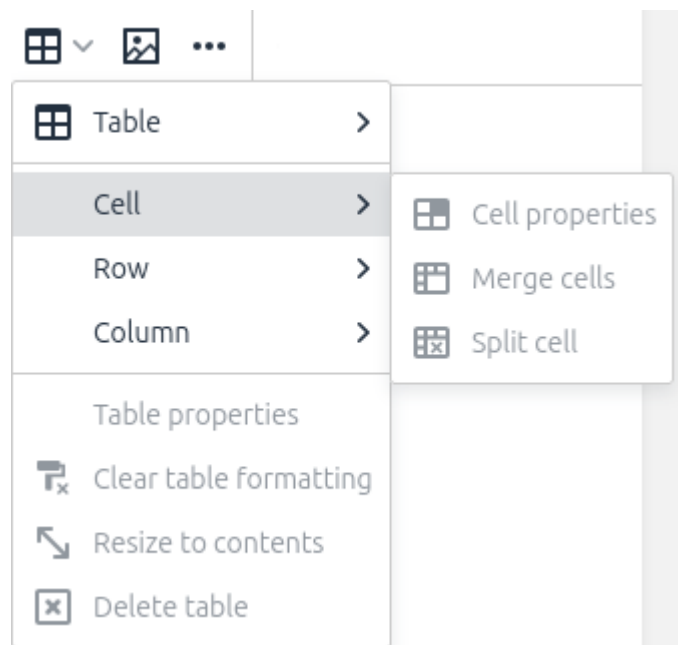 Table
Cell
Row
Column
Table properties
Clear table formatting
Resize to contents
Delete table
Cell properties
Merge cells
Split cell